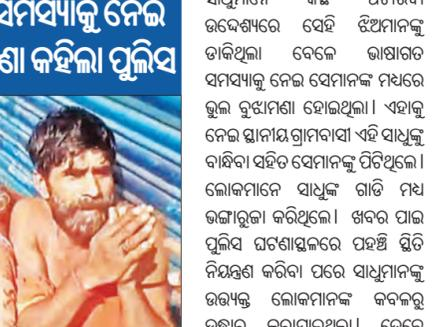 ସମସ୍ୟାକୁ ନେଇ
ଣା କହିଲା ପୁଲିସ
ଉଦ୍ଦେଶ୍ୟରେ ସେହି ଝିଅମାନଙ୍କୁ
ଡାକିଥିଲା ବେଳେ ଭାଷାଗତ
ସମସ୍ୟାକୁ ନେଇ ସେମାନଙ୍କ ମଧ୍ୟରେ
ଭୁଲ ବୁଝାମଣା ହୋଇଥିଲା। ଏହାକୁ
ନେଇ ସ୍ଥାନୀୟ ଗ୍ରାମବାସୀ ଏହି ସାଧୁଙ୍କୁ
ବାନ୍ଧିବା ସହିତ ସେମାନଙ୍କୁ ପିଟିଥିଲେ।
ଲୋକମାନେ ସାଧୁଙ୍କ ଗାଡି ମଧ୍ୟ
ଭଙ୍ଗାରୁଜା କରିଥିଲେ। ଖବର ପାଇ
ପୁଲିସ ଘଟଣାସ୍ଥଳରେ ପହଞ୍ଚି ସ୍ଥିତି
ନିୟନ୍ତ୍ରଣ କରିବା ପରେ ସାଧୁମାନଙ୍କୁ
ଉତ୍ୟକ୍ତ ଲୋକମାନଙ୍କ କବଳରୁ